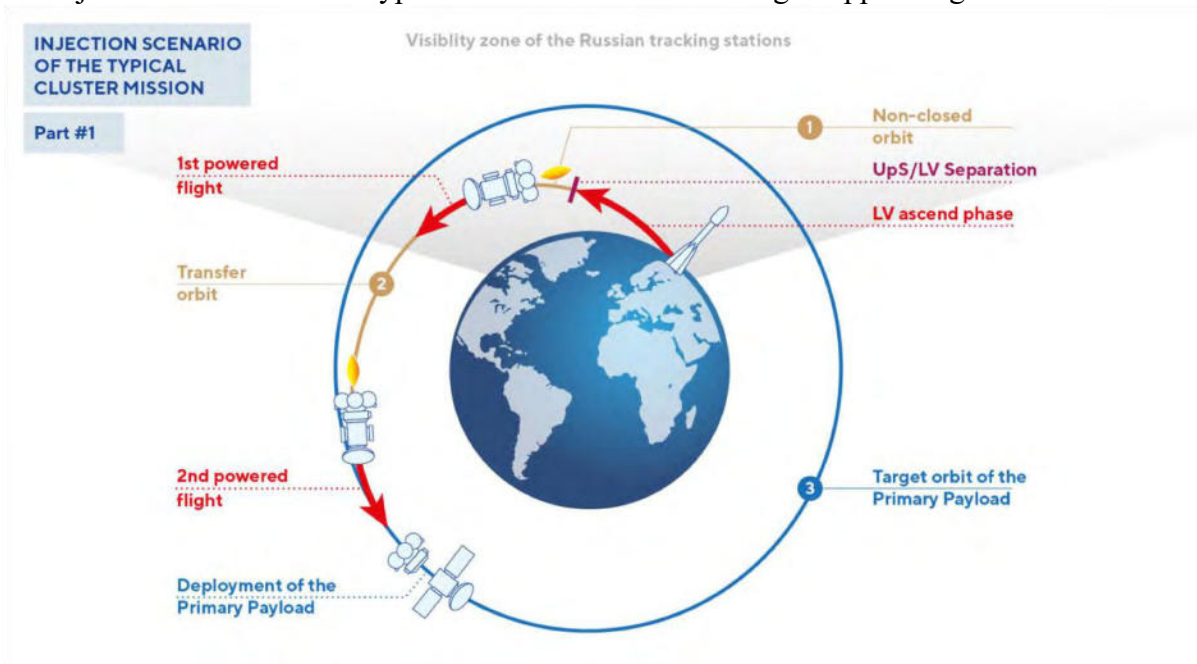 INJECTION SCENARIO
OF THE TYPICAL
CLUSTER MISSION
Part #1
Visiblity zone of the Russian tracking stations
1
Non-closed
orbit
UpS/LV Separation
LV ascend phase
1st powered
flight
Transfer
orbit
2
2nd powered
flight
3
Target orbit of the
Primary Payload
Deployment of the
Primary Payload